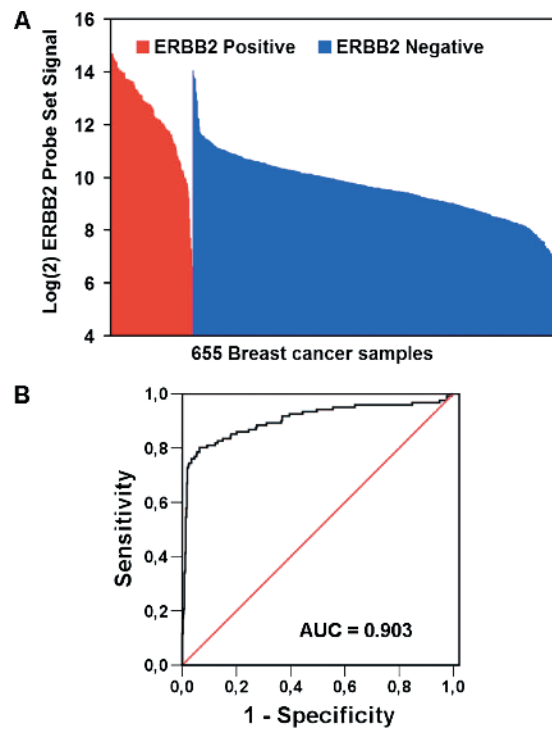 A
Log(2) ERBB2 Probe Set Signal
16
14
12
10
8
6
4
ERBB2 Positive ERBB2 Negative
655 Breast cancer samples
B
Sensitivity
1,0
0,8
0,6
0,4
0,2
0,0
AUC = 0.903
0,0 0,2 0,4 0,6 0,8 1,0
1 - Specificity